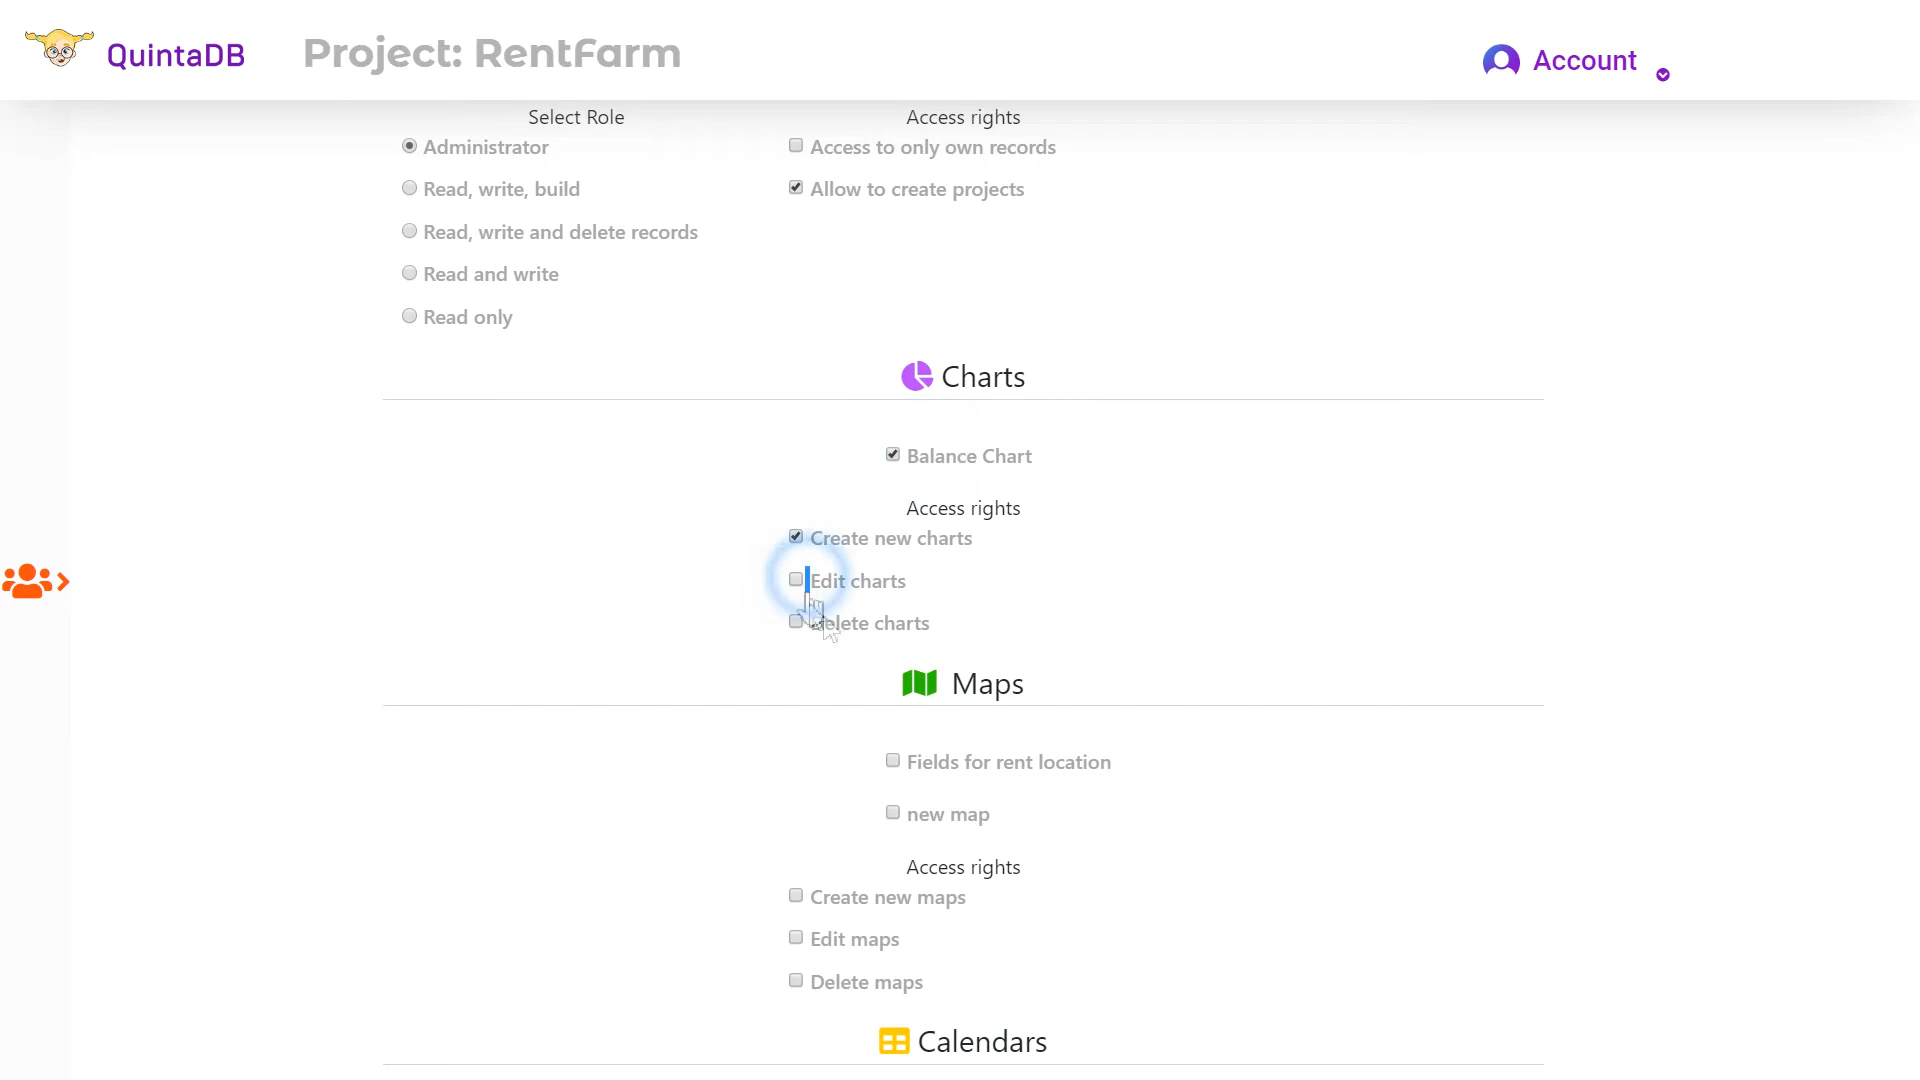 QuintaDB
Project: RentFarm
Account
Select Role
Access rights
Administrator
Access to only own records
Read, write, build
Allow to create projects
Read, write and delete records
Read and write
Read only
Charts
Balance Chart
Access rights
Create new charts
Edit charts
Delete charts
Maps
Fields for rent location
new map
Access rights
Create new maps
Edit maps
Delete maps
Calendars